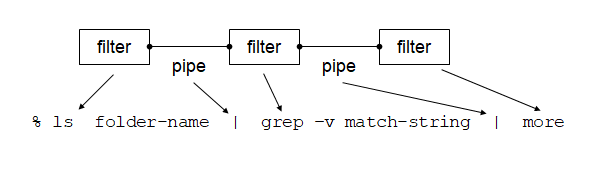 filter filter filter
pipe pipe
% ls folder-name | grep -v match-string | more